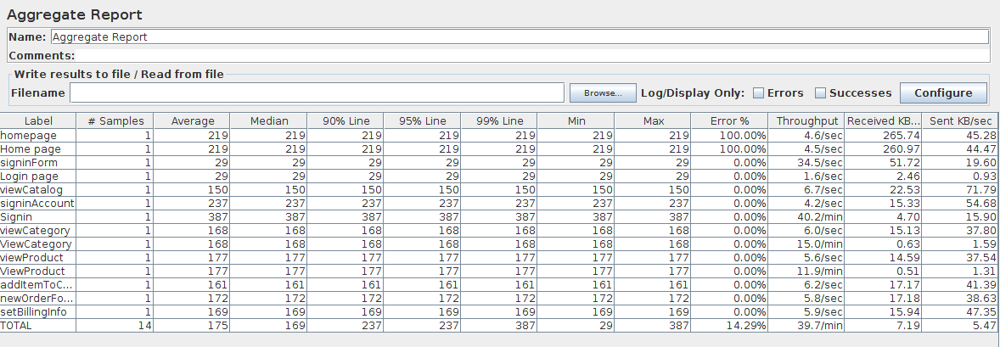 Aggregate Report
Name: Aggregate Report
Comments:
Write results to file / Read from file
Filename Browse... Log/Display Only: Errors Successes Configure
Label # Samples Average Median 90% Line 95% Line 99% Line Min Max Error % Throughput Received KB... Sent KB/sec
homepage 1 219 219 219 219 219 219 219 100.00% 4.6/sec 265.74 45.28
Home page 1 219 219 219 219 219 219 219 100.00% 4.5/sec 260.97 44.47
signinForm 1 29 29 29 29 29 29 29 0.00% 34.5/sec 51.72 19.60
Login page 1 29 29 29 29 29 29 29 0.00% 1.6/sec 2.46 0.93
viewCatalog 1 150 150 150 150 150 150 150 0.00% 6.7/sec 22.53 71.79
signinAccount 1 237 237 237 237 237 237 237 0.00% 4.2/sec 15.33 54.68
Signin 1 387 387 387 387 387 387 387 0.00% 40.2/min 4.70 15.90
viewCategory 1 168 168 168 168 168 168 168 0.00% 6.0/sec 15.13 37.80
ViewCategory 1 168 168 168 168 168 168 168 0.00% 15.0/min 0.63 1.59
viewProduct 1 177 177 177 177 177 177 177 0.00% 5.6/sec 14.59 37.54
ViewProduct 1 177 177 177 177 177 177 177 0.00% 11.9/min 0.51 1.31
addItemToC... 1 161 161 161 161 161 161 161 0.00% 6.2/sec 17.17 41.39
newOrderFo... 1 172 172 172 172 172 172 172 0.00% 5.8/sec 17.18 38.63
setBillingInfo 1 169 169 169 169 169 169 169 0.00% 5.9/sec 15.94 47.35
TOTAL 14 175 169 237 237 387 29 387 14.29% 39.7/min 7.19 5.47